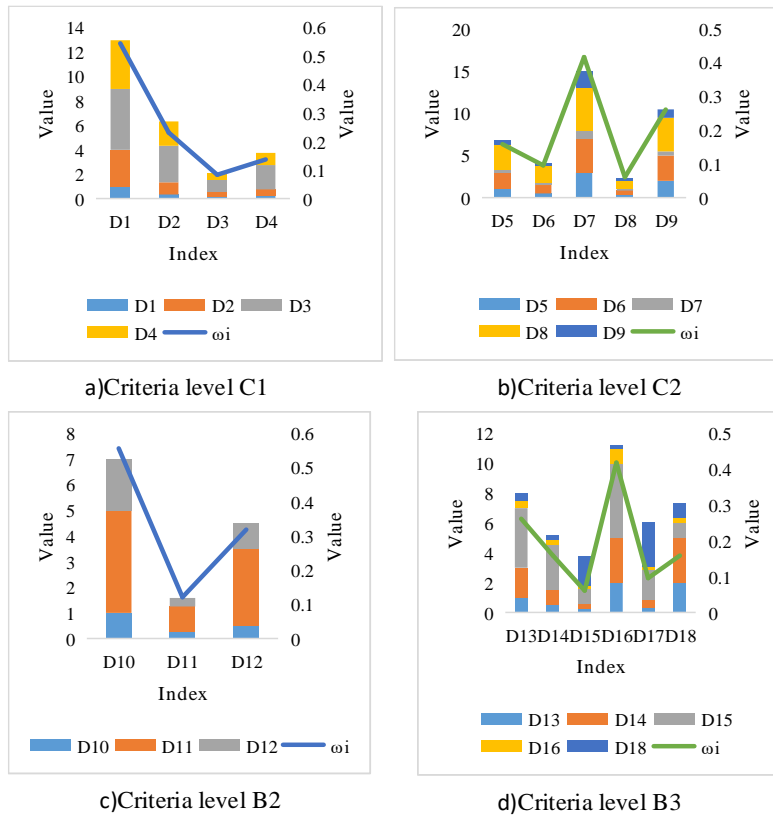 14
12
10
8
6
4
2
0
0.6
0.5
0.4
0.3
0.2
0.1
0
Value
Value
D1 D2 D3 D4
Index
D1 D2 D3
D4 ωi
a)Criteria level C1
20
15
10
5
0
0.5
0.4
0.3
0.2
0.1
0
Value
Value
D5 D6 D7 D8 D9
Index
D5 D6 D7
D8 D9 ωi
b)Criteria level C2
8
7
6
5
4
3
2
1
0
0.6
0.5
0.4
0.3
0.2
0.1
0
Value
Value
D10 D11 D12
Index
D10 D11 D12 ωi
c)Criteria level B2
12
10
8
6
4
2
0
0.5
0.4
0.3
0.2
0.1
0
Value
Value
D13 D14 D15 D16 D17 D18
Index
D13 D14 D15
D16 D18 ωi
d)Criteria level B3